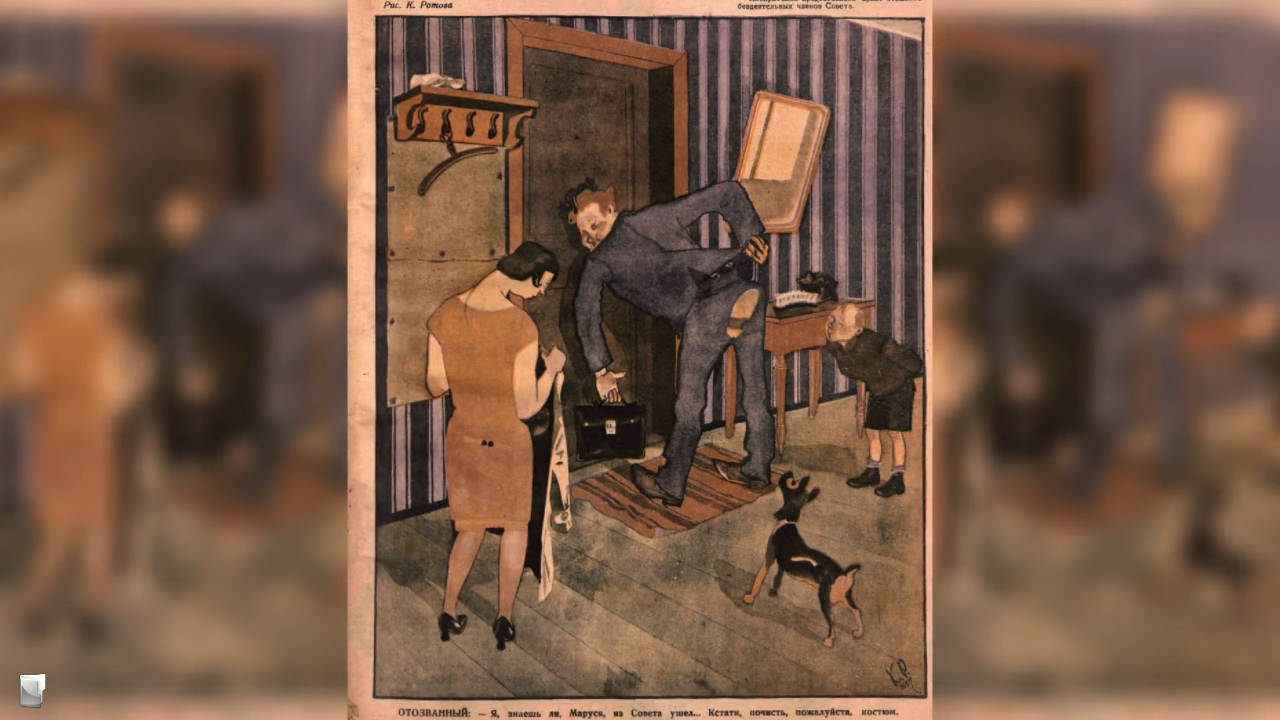 Рис. К. Ротова
бездеятельных членов Совета.
К.Р.
ОТОЗВАННЫЙ: — Я, знаешь ли, Маруся, из Совета ушел... Кстати, почисть, пожалуйста, костюм.